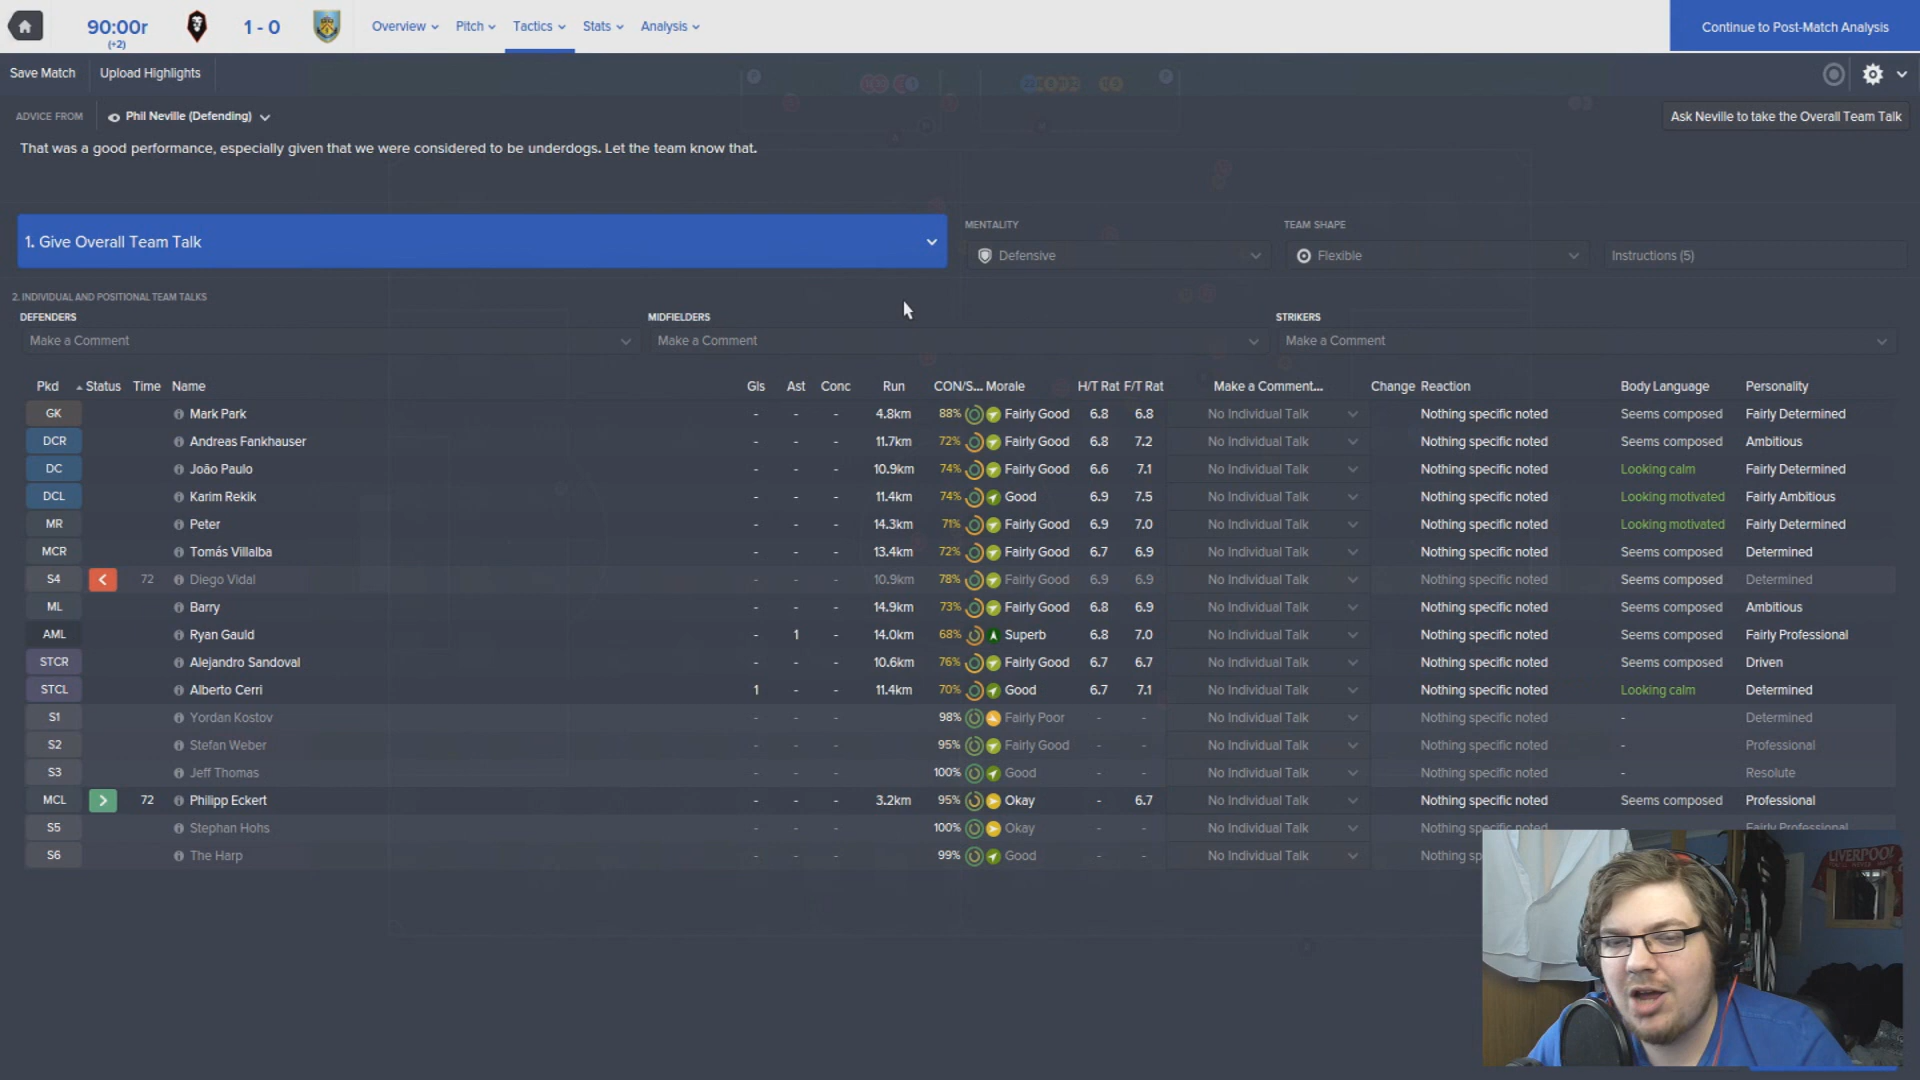 90:00r
(+2)
1 - 0
Overview
Pitch
Tactics
Stats
Analysis
Continue to Post-Match Analysis
Save Match
Upload Highlights
ADVICE FROM
Phil Neville (Defending)
Ask Neville to take the Overall Team Talk
That was a good performance, especially given that we were considered to be underdogs. Let the team know that.
1. Give Overall Team Talk
MENTALITY
Defensive
TEAM SHAPE
Flexible
Instructions (5)
2. INDIVIDUAL AND POSITIONAL TEAM TALKS
DEFENDERS
MIDFIELDERS
STRIKERS
Make a Comment
Make a Comment
Make a Comment
Pkd Status Time Name Gls Ast Conc Run CON/S... Morale H/T Rat F/T Rat Make a Comment... Change Reaction Body Language Personality
GK Mark Park - - - 4.8km 88% Fairly Good 6.8 6.8 No Individual Talk Nothing specific noted Seems composed Fairly Determined
DCR Andreas Fankhauser - - - 11.7km 72% Fairly Good 6.8 7.2 No Individual Talk Nothing specific noted Seems composed Ambitious
DC João Paulo - - - 10.9km 74% Fairly Good 6.6 7.1 No Individual Talk Nothing specific noted Looking calm Fairly Determined
DCL Karim Rekik - - - 11.4km 74% Good 6.9 7.5 No Individual Talk Nothing specific noted Looking motivated Fairly Ambitious
MR Peter - - - 14.3km 71% Fairly Good 6.9 7.0 No Individual Talk Nothing specific noted Looking motivated Fairly Determined
MCR Tomás Villalba - - - 13.4km 72% Fairly Good 6.7 6.9 No Individual Talk Nothing specific noted Seems composed Determined
S4 72 Diego Vidal - - - 10.9km 78% Fairly Good 6.9 6.9 No Individual Talk Nothing specific noted Seems composed Determined
ML Barry - - - 14.9km 73% Fairly Good 6.8 6.9 No Individual Talk Nothing specific noted Seems composed Ambitious
AML Ryan Gauld - 1 - 14.0km 68% Superb 6.8 7.0 No Individual Talk Nothing specific noted Seems composed Fairly Professional
STCR Alejandro Sandoval - - - 10.6km 76% Fairly Good 6.7 6.7 No Individual Talk Nothing specific noted Seems composed Driven
STCL Alberto Cerri 1 - - 11.4km 70% Good 6.7 7.1 No Individual Talk Nothing specific noted Looking calm Determined
S1 Yordan Kostov - - - 98% Fairly Poor - - No Individual Talk Nothing specific noted - Determined
S2 Stefan Weber - - - 95% Fairly Good - - No Individual Talk Nothing specific noted - Professional
S3 Jeff Thomas - - - 100% Good - - No Individual Talk Nothing specific noted - Resolute
MCL 72 Philipp Eckert - - - 3.2km 95% Okay - 6.7 No Individual Talk Nothing specific noted Seems composed Professional
S5 Stephan Hohs - - - 100% Okay - - No Individual Talk Nothing specific noted - Fairly Professional
S6 The Harp - - - 99% Good - - No Individual Talk Nothing sp
LIVERPOOL